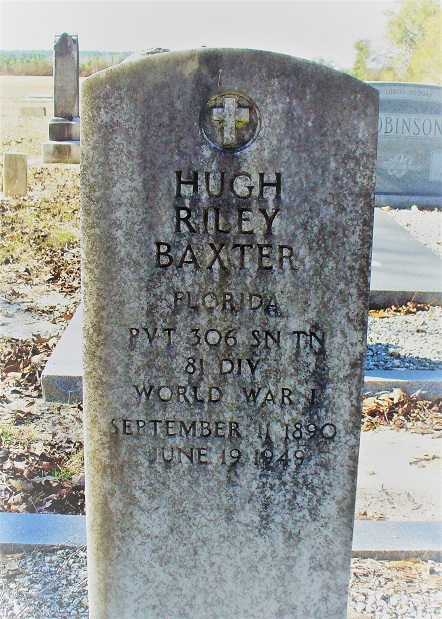 HUGH
RILEY
BAXTER
FLORIDA
PVT 306 SN TN
81 DIV
WORLD WAR I
SEPTEMBER 11 1890
JUNE 19 1949
OBINSON